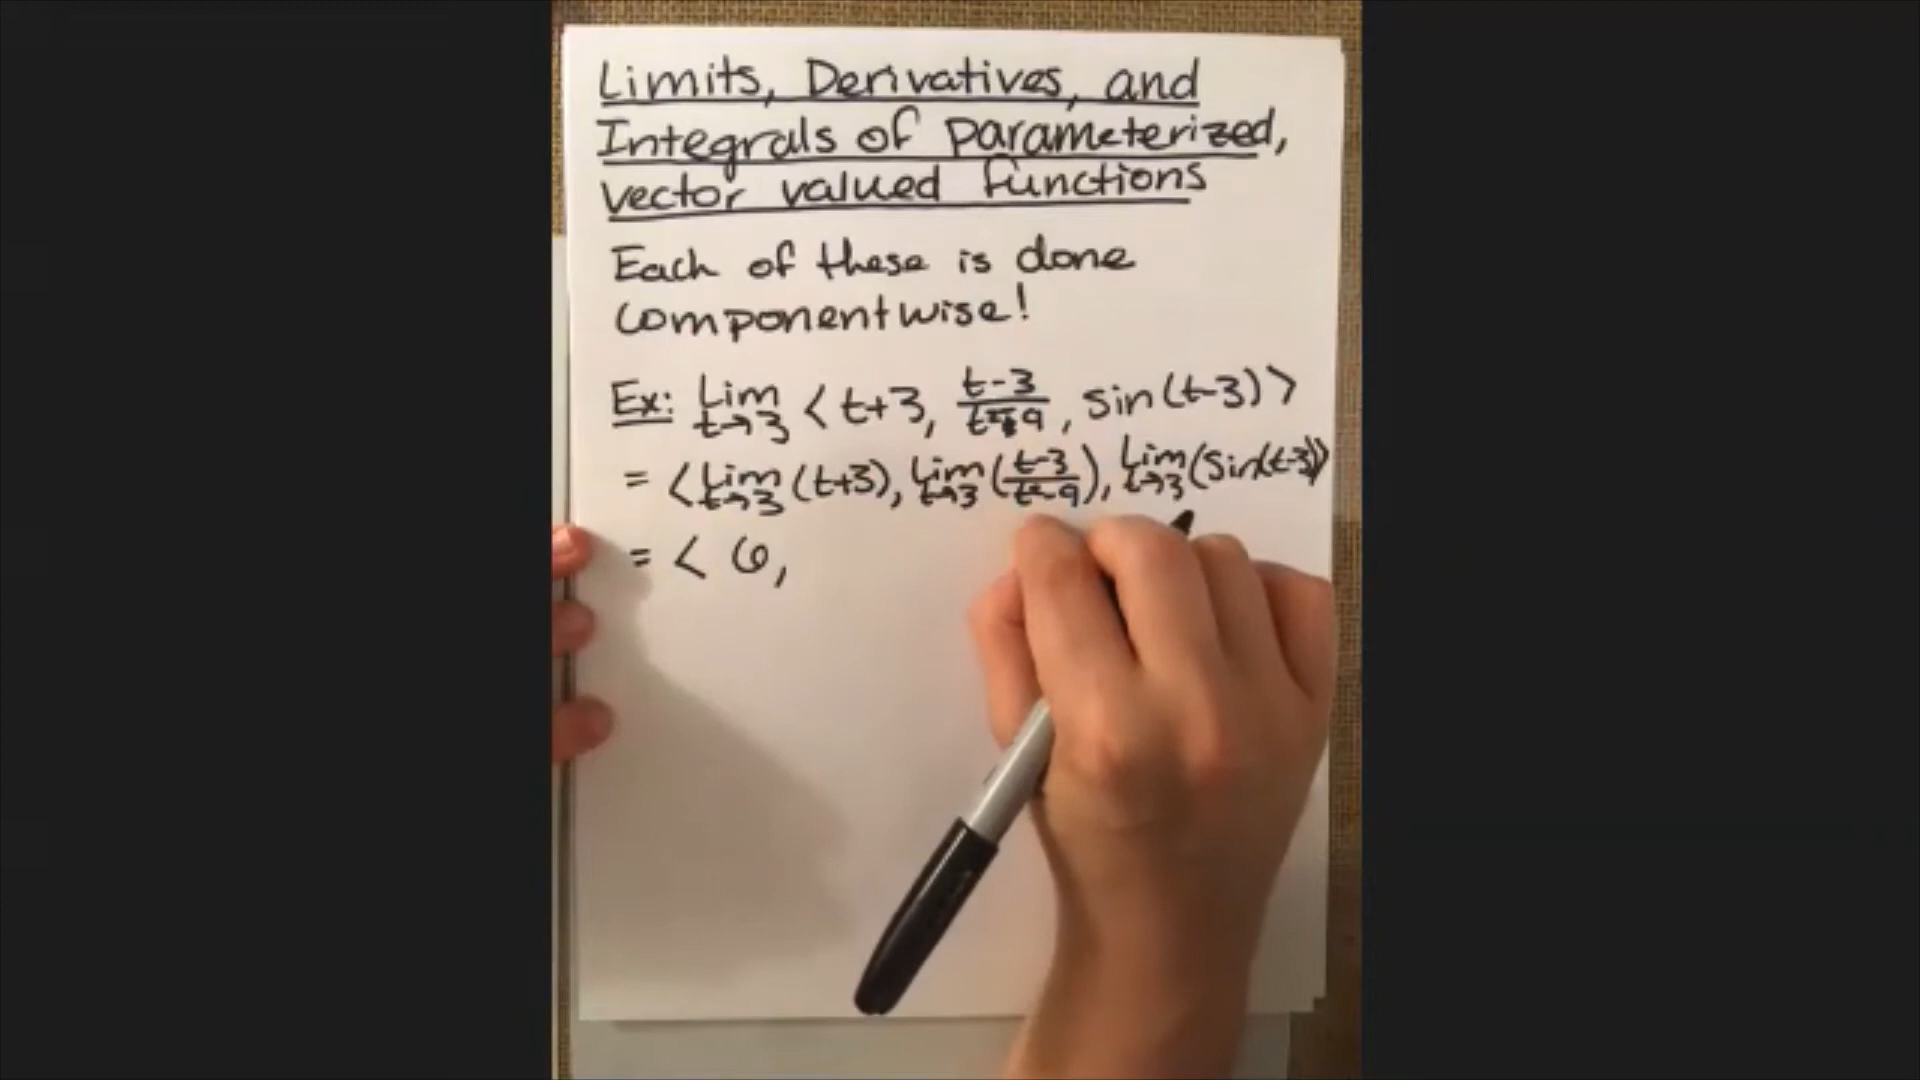 Limits, Derivatives, and
Integrals of parameterized,
vector valued functions
Each of these is done
componentwise!
Ex: Lim t→3 < t+3, t-3/t²-9, sin(t-3) >
= < Lim t→3 (t+3), Lim t→3 (t-3/t²-9), Lim t→3 (sin(t-3)) >
= < 6,